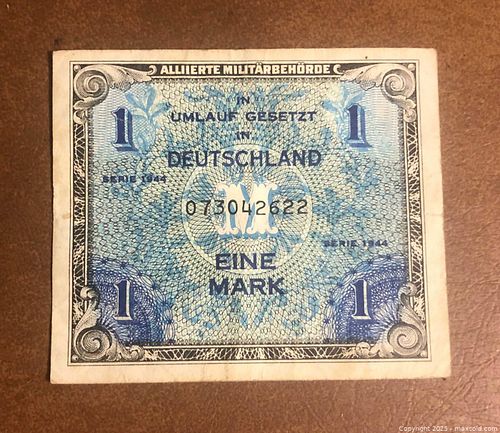 ALLIIERTE MILITÄRBEHÖRDE
1 IN 1
UMLAUF GESETZT
IN
DEUTSCHLAND
SERIE 1944
073042622
SERIE 1944
EINE
1 MARK 1
Copyright 2025 - maxsold.com